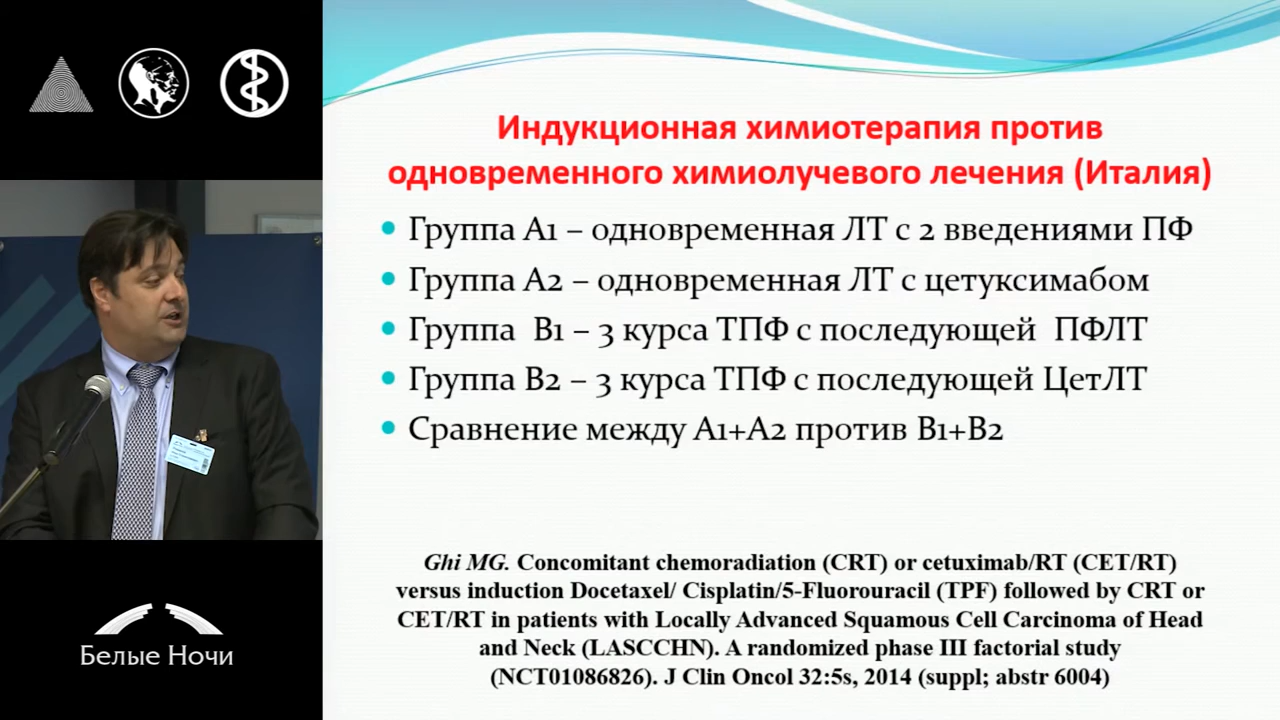 Индукционная химиотерапия против
одновременного химиолучевого лечения (Италия)
• Группа А1 – одновременная ЛТ с 2 введениями ПФ
• Группа А2 – одновременная ЛТ с цетуксимабом
• Группа В1 – 3 курса ТПФ с последующей ПФЛТ
• Группа В2 – 3 курса ТПФ с последующей ЦетЛТ
• Сравнение между А1+А2 против В1+В2
Ghi MG. Concomitant chemoradiation (CRT) or cetuximab/RT (CET/RT)
versus induction Docetaxel/ Cisplatin/5-Fluorouracil (TPF) followed by CRT or
CET/RT in patients with Locally Advanced Squamous Cell Carcinoma of Head
and Neck (LASCCHN). A randomized phase III factorial study
(NCT01086826). J Clin Oncol 32:5s, 2014 (suppl; abstr 6004)
Белые Ночи